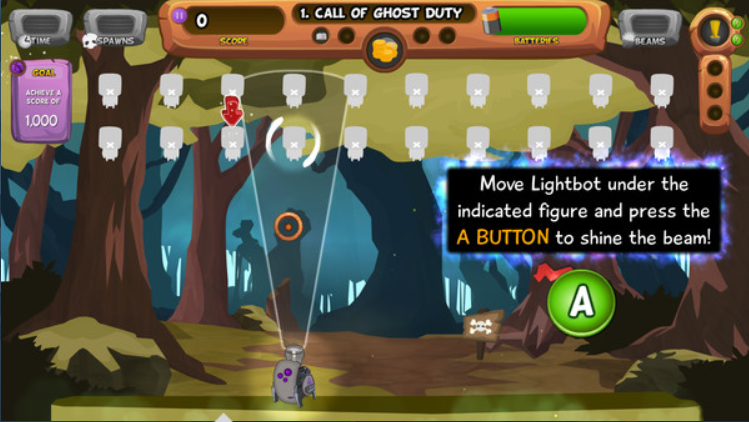 0
1. CALL OF GHOST DUTY
TIME
SPAWNS
SCORE
BATTERIES
BEAMS
GOAL
ACHIEVE A
SCORE OF
1,000
Move Lightbot under the
indicated figure and press the
A BUTTON to shine the beam!
A